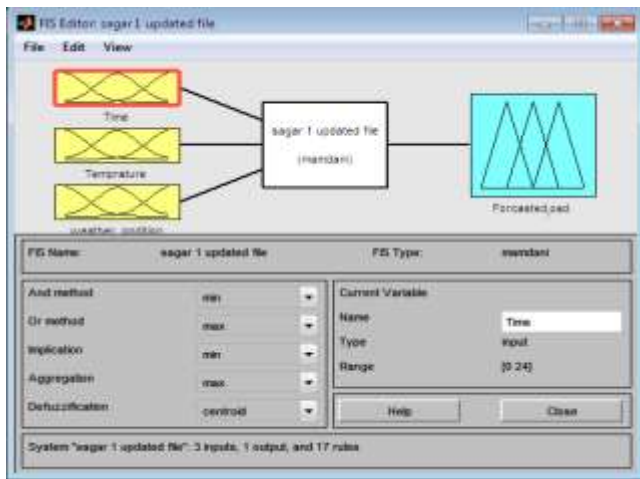 FIS Editor: sagar 1 updated file
File Edit View
Time
sagar 1 updated file
(mamdani)
Temprature
Forcasted,oad
FIS Name: sagar 1 updated file FIS Type: mamdani
And method min
Or method max
Implication min
Aggregation max
Defuzzification centroid
Current Variable
Name Time
Type input
Range [0 24]
Help Close
System "sagar 1 updated file": 3 inputs, 1 output, and 17 rules